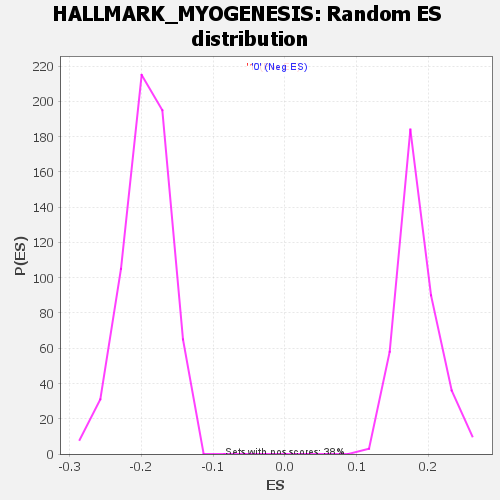 HALLMARK_MYOGENESIS: Random ES
distribution
'0' (Neg ES)
220
200
180
160
140
120
100
80
60
40
20
0
P(ES)
Sets with pos scores: 38%
-0.3 -0.2 -0.1 0.0 0.1 0.2
ES